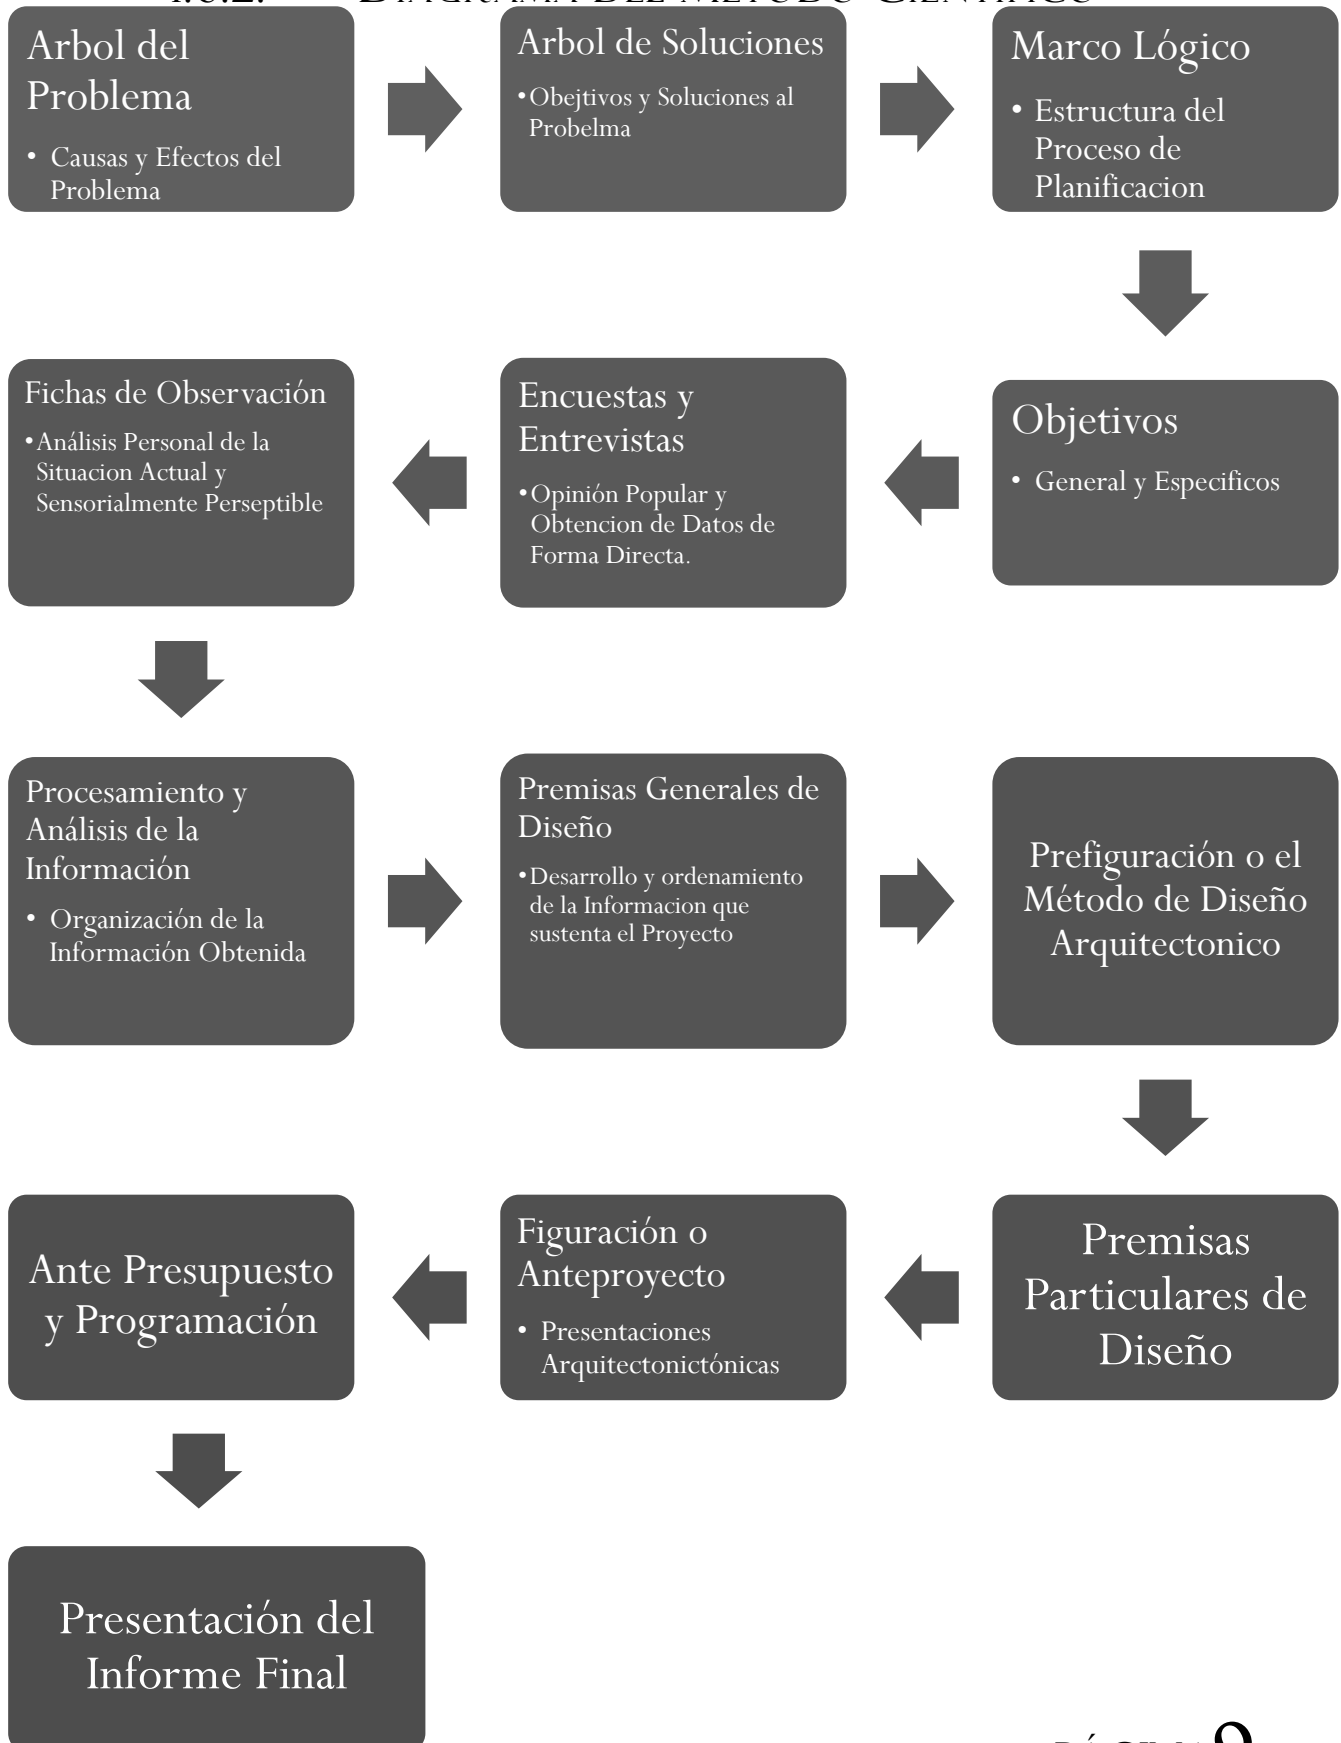 DIAGRAMA DEL MÉTODO CIENTÍFICO
Arbol del
Problema
• Causas y Efectos del
Problema
Arbol de Soluciones
• Obejtivos y Soluciones al
Probelma
Marco Lógico
• Estructura del
Proceso de
Planificacion
Objetivos
• General y Especificos
Encuestas y
Entrevistas
• Opinión Popular y
Obtencion de Datos de
Forma Directa.
Fichas de Observación
• Análisis Personal de la
Situacion Actual y
Sensorialmente Perseptible
Procesamiento y
Análisis de la
Información
• Organización de la
Información Obtenida
Premisas Generales de
Diseño
• Desarrollo y ordenamiento
de la Informacion que
sustenta el Proyecto
Prefiguración o el
Método de Diseño
Arquitectonico
Premisas
Particulares de
Diseño
Figuración o
Anteproyecto
• Presentaciones
Arquitectonictónicas
Ante Presupuesto
y Programación
Presentación del
Informe Final